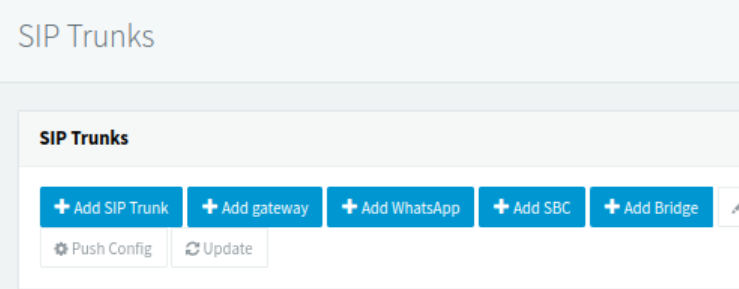 SIP Trunks
SIP Trunks
Add SIP Trunk Add gateway Add WhatsApp Add SBC Add Bridge
Push Config Update